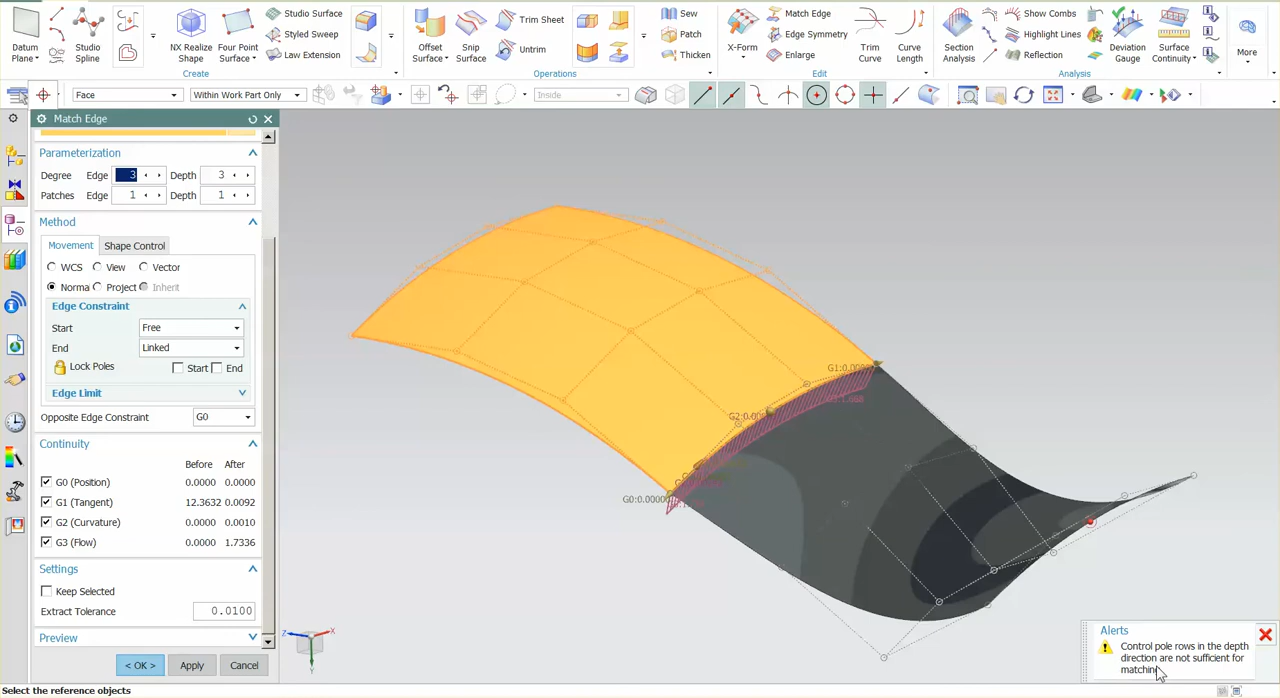 Studio Surface
Trim Sheet
Sew
Match Edge
Show Combs
Styled Sweep
Patch
Edge Symmetry
Highlight Lines
Datum Plane
Studio Spline
NX Realize Shape
Four Point Surface
Law Extension
Offset Surface
Snip Surface
Untrim
Thicken
X-Form
Enlarge
Trim Curve
Curve Length
Section Analysis
Reflection
Deviation Gauge
Surface Continuity
More
Create
Operations
Edit
Analysis
Face
Within Work Part Only
Inside
Match Edge
Parameterization
Degree Edge 3 Depth 3
Patches Edge 1 Depth 1
Method
Movement Shape Control
WCS View Vector
Norma Project Inherit
Edge Constraint
Start Free
End Linked
Lock Poles Start End
Edge Limit
Opposite Edge Constraint G0
Continuity
Before After
G0 (Position) 0.0000 0.0000
G1 (Tangent) 12.3632 0.0092
G2 (Curvature) 0.0000 0.0010
G3 (Flow) 0.0000 1.7336
Settings
Keep Selected
Extract Tolerance 0.0100
Preview
< OK > Apply Cancel
Select the reference objects
G0:0.0000
Z X
Y
Alerts
Control pole rows in the depth
direction are not sufficient for
matching